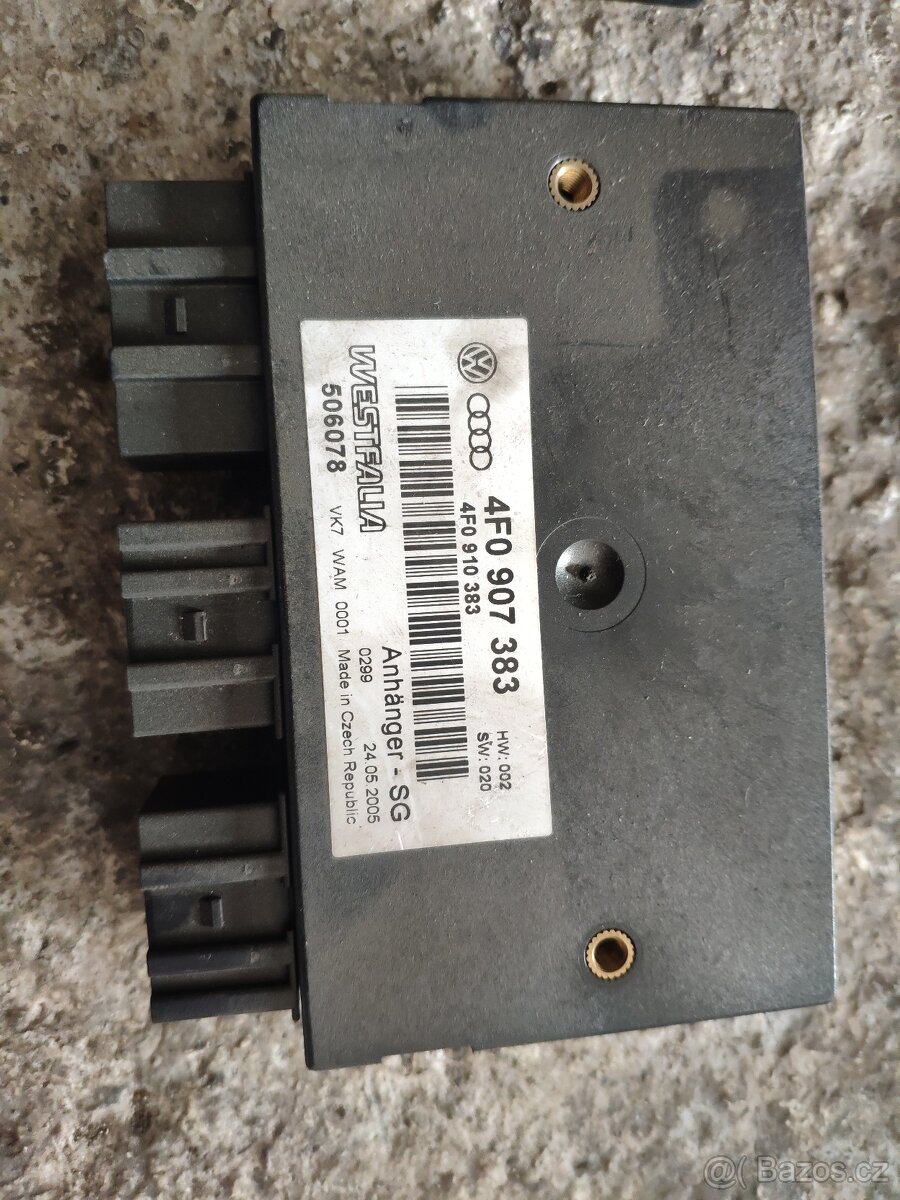 4F0 907 383
HW: 002
4F0 910 383
SW: 020
Anhänger - SG
WESTFALIA
0299
24.05.2005
506078
VK7 WAM 0001 Made in Czech Republic
Bazos.cz